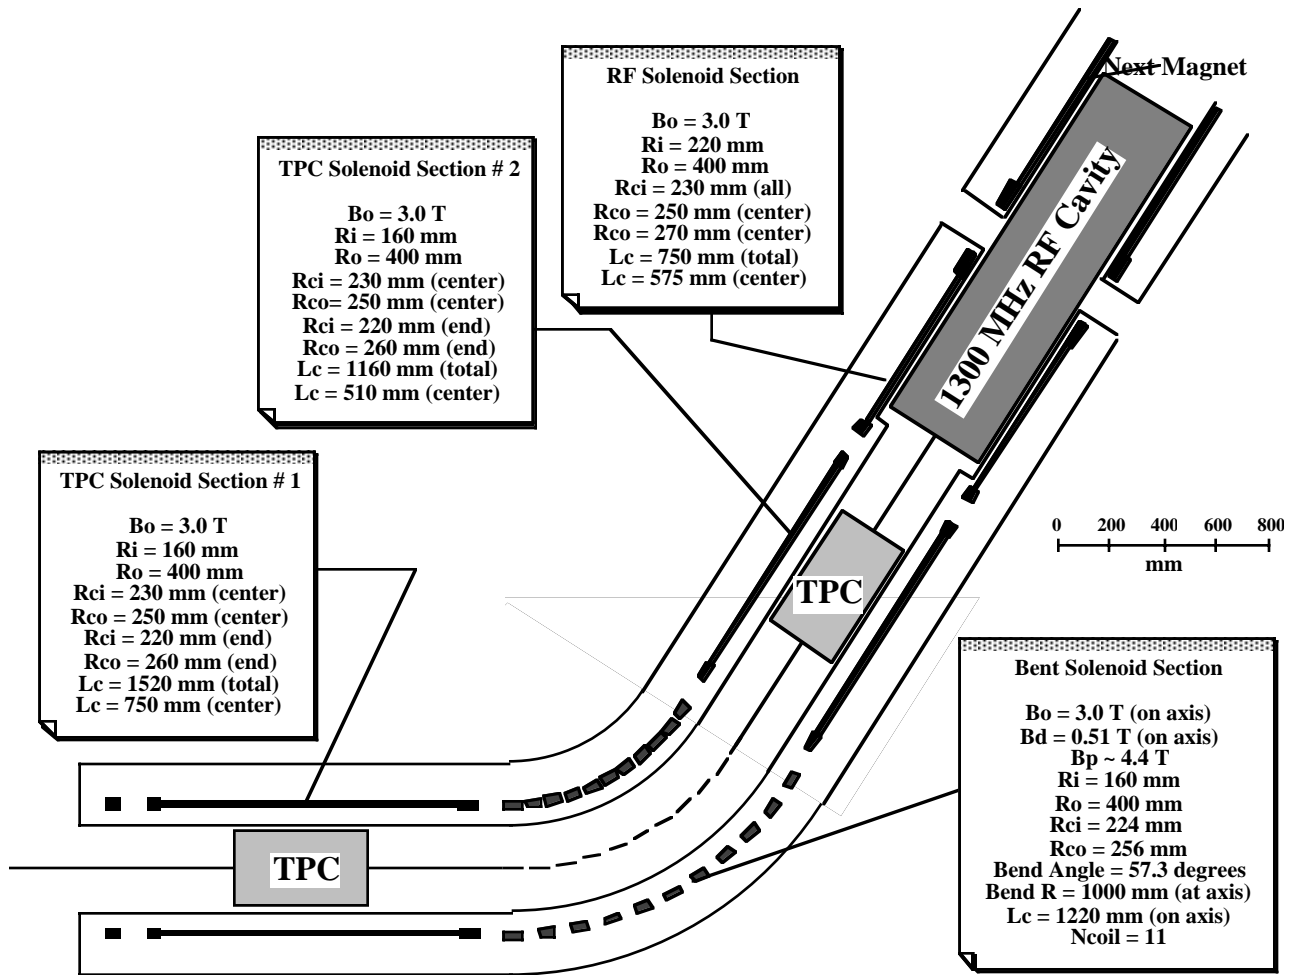 Next Magnet
RF Solenoid Section
Bo = 3.0 T
Ri = 220 mm
Ro = 400 mm
Rci = 230 mm (all)
Rco = 250 mm (center)
Rco = 270 mm (center)
Lc = 750 mm (total)
Lc = 575 mm (center)
TPC Solenoid Section # 2
Bo = 3.0 T
Ri = 160 mm
Ro = 400 mm
Rci = 230 mm (center)
Rco= 250 mm (center)
Rci = 220 mm (end)
Rco = 260 mm (end)
Lc = 1160 mm (total)
Lc = 510 mm (center)
1300 MHz RF Cavity
TPC Solenoid Section # 1
Bo = 3.0 T
Ri = 160 mm
Ro = 400 mm
Rci = 230 mm (center)
Rco = 250 mm (center)
Rci = 220 mm (end)
Rco = 260 mm (end)
Lc = 1520 mm (total)
Lc = 750 mm (center)
0 200 400 600 800
mm
TPC
Bent Solenoid Section
Bo = 3.0 T (on axis)
Bd = 0.51 T (on axis)
Bp ~ 4.4 T
Ri = 160 mm
Ro = 400 mm
Rci = 224 mm
Rco = 256 mm
Bend Angle = 57.3 degrees
Bend R = 1000 mm (at axis)
Lc = 1220 mm (on axis)
Ncoil = 11
TPC